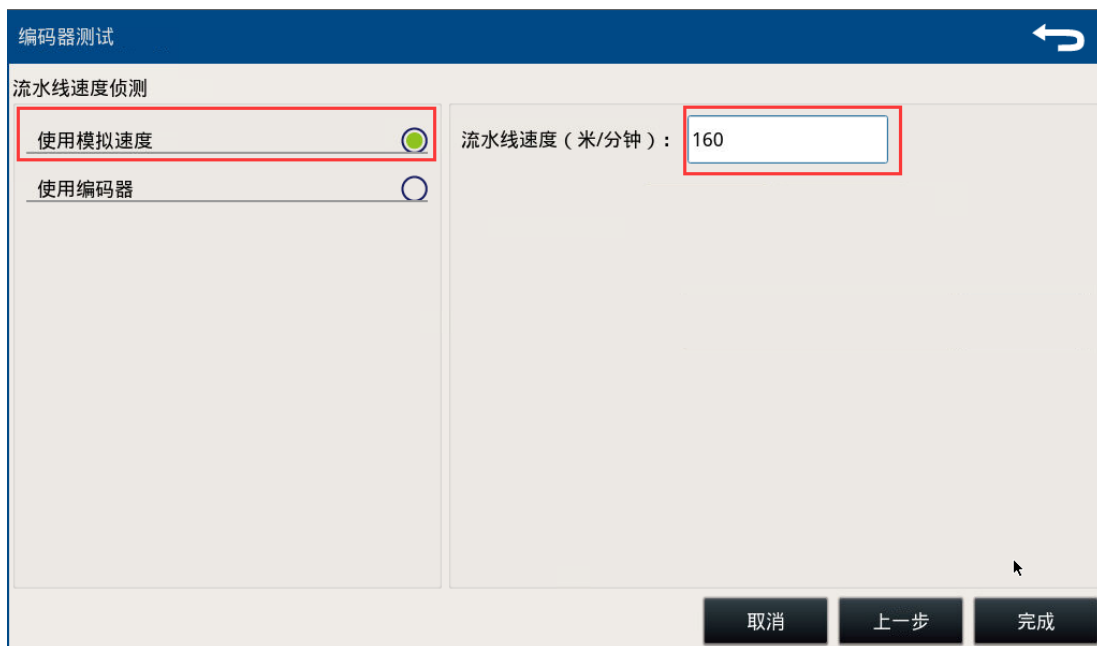 编码器测试
流水线速度侦测
使用模拟速度
使用编码器
流水线速度（米/分钟）：160
取消 上一步 完成